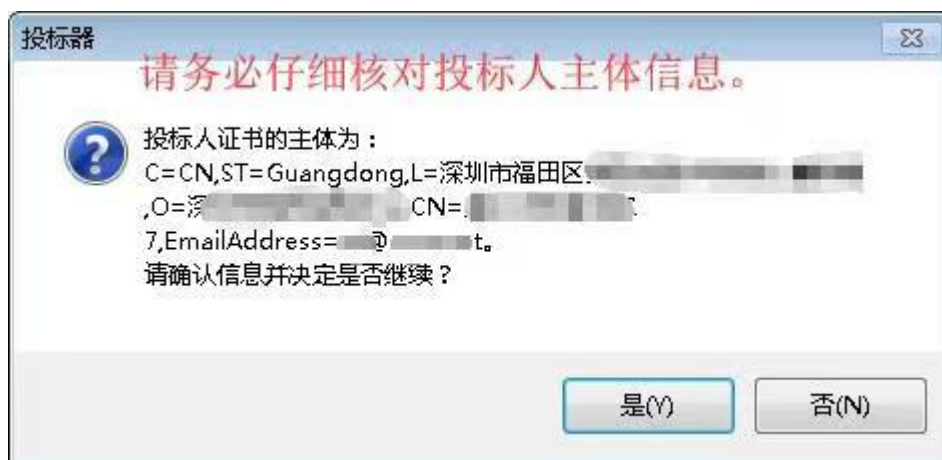 投标器
请务必仔细核对投标人主体信息。
投标人证书的主体为：
C=CN,ST=Guangdong,L=深圳市福田区
,O=深 CN=
7,EmailAddress= @ t。
请确认信息并决定是否继续？
是(Y) 否(N)